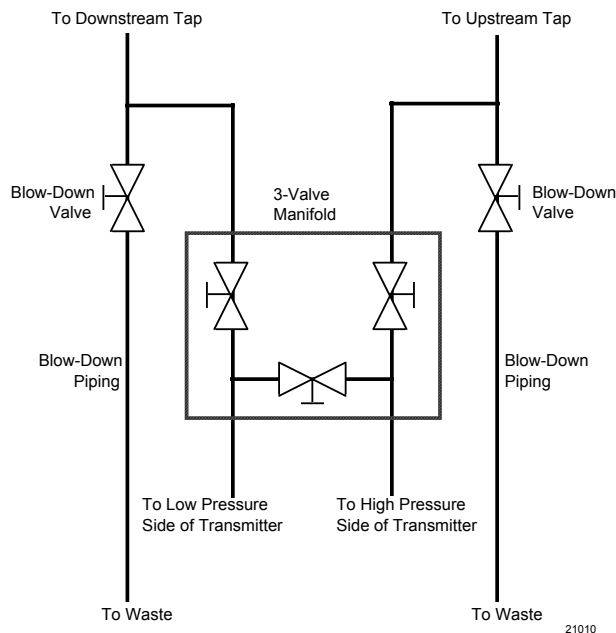 To Downstream Tap
To Upstream Tap
Blow-Down
Valve
3-Valve
Manifold
Blow-Down
Valve
Blow-Down
Piping
Blow-Down
Piping
To Low Pressure
Side of Transmitter
To High Pressure
Side of Transmitter
To Waste
To Waste
21010